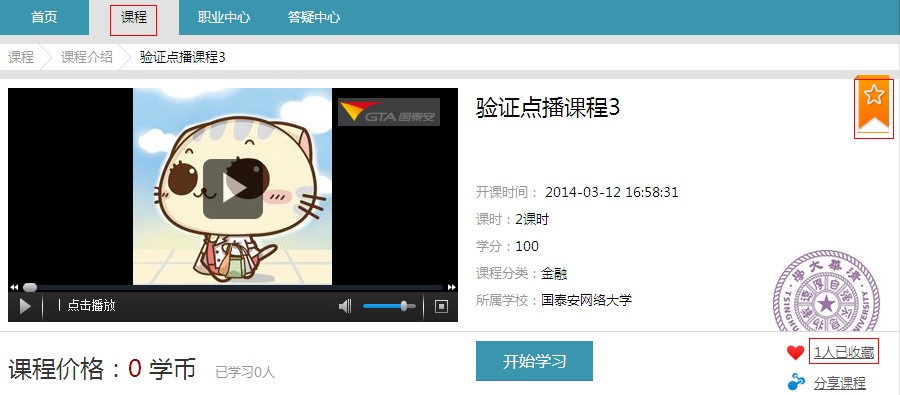 首页 课程 职业中心 答疑中心
课程 课程介绍 验证点播课程3
GTA 国泰安
验证点播课程3
开课时间： 2014-03-12 16:58:31
课时：2课时
学分：100
课程分类：金融
所属学校：国泰安网络大学
點击播放
课程价格：0 学币 已学习0人
开始学习
1人已收藏
分享课程